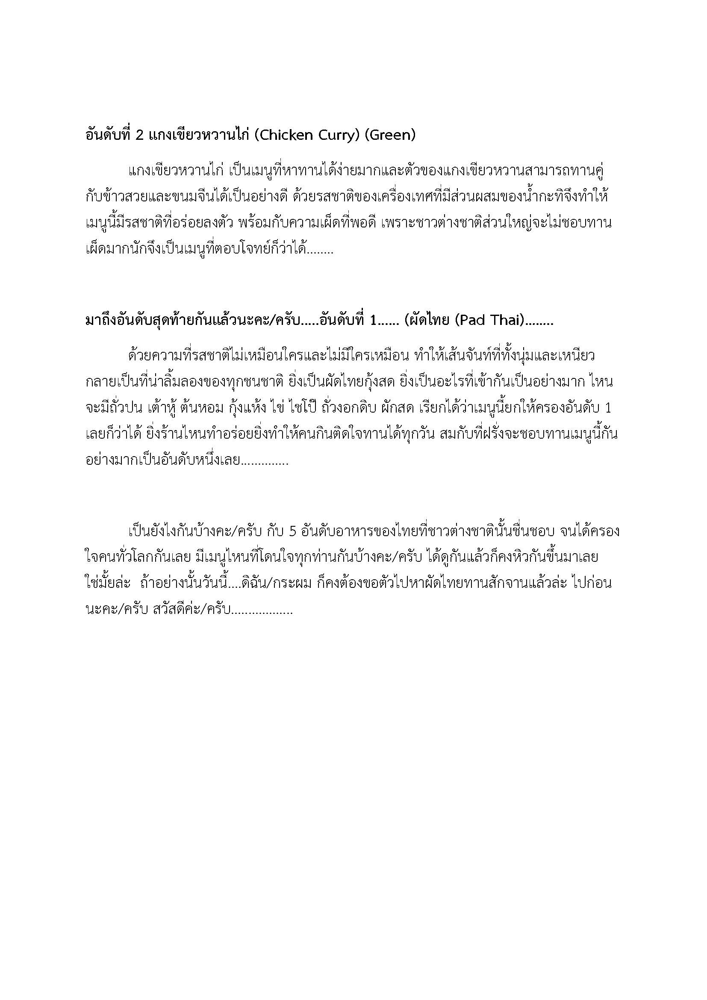 อันดับที่ 2 แกงเขียวหวานไก่ (Chicken Curry) (Green)
แกงเขียวหวานไก่ เป็นเมนูที่หาทานได้ง่ายมากและตัวของแกงเขียวหวานสามารถทานคู่
กับข้าวสวยและขนมจีนได้เป็นอย่างดี ด้วยรสชาติของเครื่องเทศที่มีส่วนผสมของน้ำกะทิจึงทำให้
เมนูนี้มีรสชาติที่อร่อยลงตัว พร้อมกับความเผ็ดที่พอดี เพราะชาวต่างชาติส่วนใหญ่จะไม่ชอบทาน
เผ็ดมากนักจึงเป็นเมนูที่ตอบโจทย์ก็ว่าได้........
มาถึงอันดับสุดท้ายกันแล้วนะคะ/ครับ.....อันดับที่ 1...... (ผัดไทย (Pad Thai)........
ด้วยความที่รสชาติไม่เหมือนใครและไม่มีใครเหมือน ทำให้เส้นจันท์ที่ทั้งนุ่มและเหนียว
กลายเป็นที่น่าลิ้มลองของทุกชนชาติ ยิ่งเป็นผัดไทยกุ้งสด ยิ่งเป็นอะไรที่เข้ากันเป็นอย่างมาก ไหน
จะมีถั่วปน เต้าหู้ ต้นหอม กุ้งแห้ง ไข่ ไชโป๊ ถั่วงอกดิบ ผักสด เรียกได้ว่าเมนูนี้ยกให้ครองอันดับ 1
เลยก็ว่าได้ ยิ่งร้านไหนทำอร่อยยิ่งทำให้คนกินติดใจทานได้ทุกวัน สมกับที่ฝรั่งจะชอบทานเมนูนี้กัน
อย่างมากเป็นอันดับหนึ่งเลย..............
เป็นยังไงกันบ้างคะ/ครับ กับ 5 อันดับอาหารของไทยที่ชาวต่างชาตินั้นชื่นชอบ จนได้ครอง
ใจคนทั่วโลกกันเลย มีเมนูไหนที่โดนใจทุกท่านกันบ้างคะ/ครับ ได้ดูกันแล้วก็คงหิวกันขึ้นมาเลย
ใช่มั้ยล่ะ  ถ้าอย่างนั้นวันนี้....ดิฉัน/กระผม ก็คงต้องขอตัวไปหาผัดไทยทานสักจานแล้วล่ะ ไปก่อน
นะคะ/ครับ สวัสดีค่ะ/ครับ..................